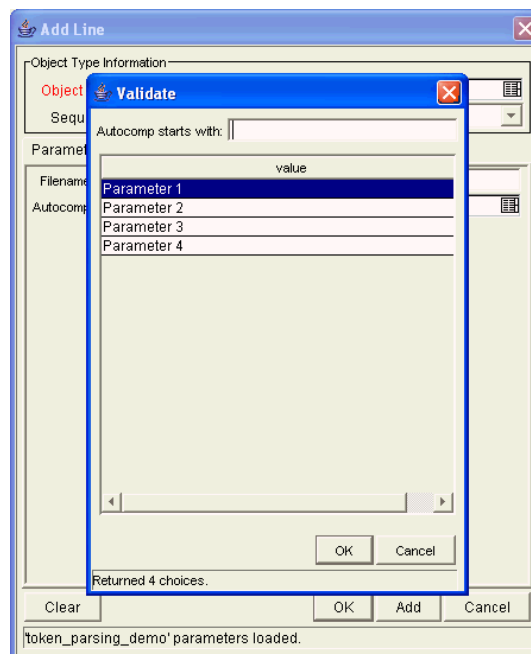 Add Line
Object Type Information
Object
Validate
Sequ
Autocomp starts with:
Paramet
value
Filename
Parameter 1
Autocomp
Parameter 2
Parameter 3
Parameter 4
OK Cancel
Returned 4 choices.
Clear OK Add Cancel
'token_parsing_demo' parameters loaded.